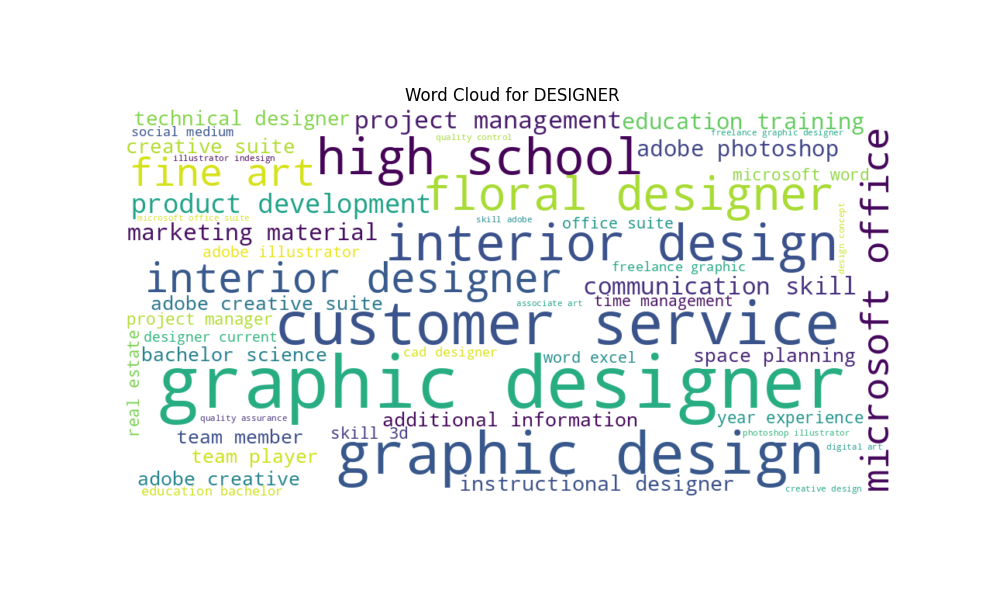 Word Cloud for DESIGNER
technical designer
project management
education training
social medium
quality control
freelance graphic designer
creative suite
illustrator indesign
high school
adobe photoshop
fine art
floral designer
microsoft word
product development
microsoft office suite
skill adobe
office suite
design concept
marketing material
adobe illustrator
interior design
microsoft office
interior designer
freelance graphic
communication skill
adobe creative suite
associate art
time management
project manager
customer service
designer current
bachelor science
cad designer
word excel
space planning
real estate
graphic designer
quality assurance
additional information
year experience
team member
skill 3d
photoshop illustrator
team player
graphic design
digital art
adobe creative
instructional designer
education bachelor
creative design